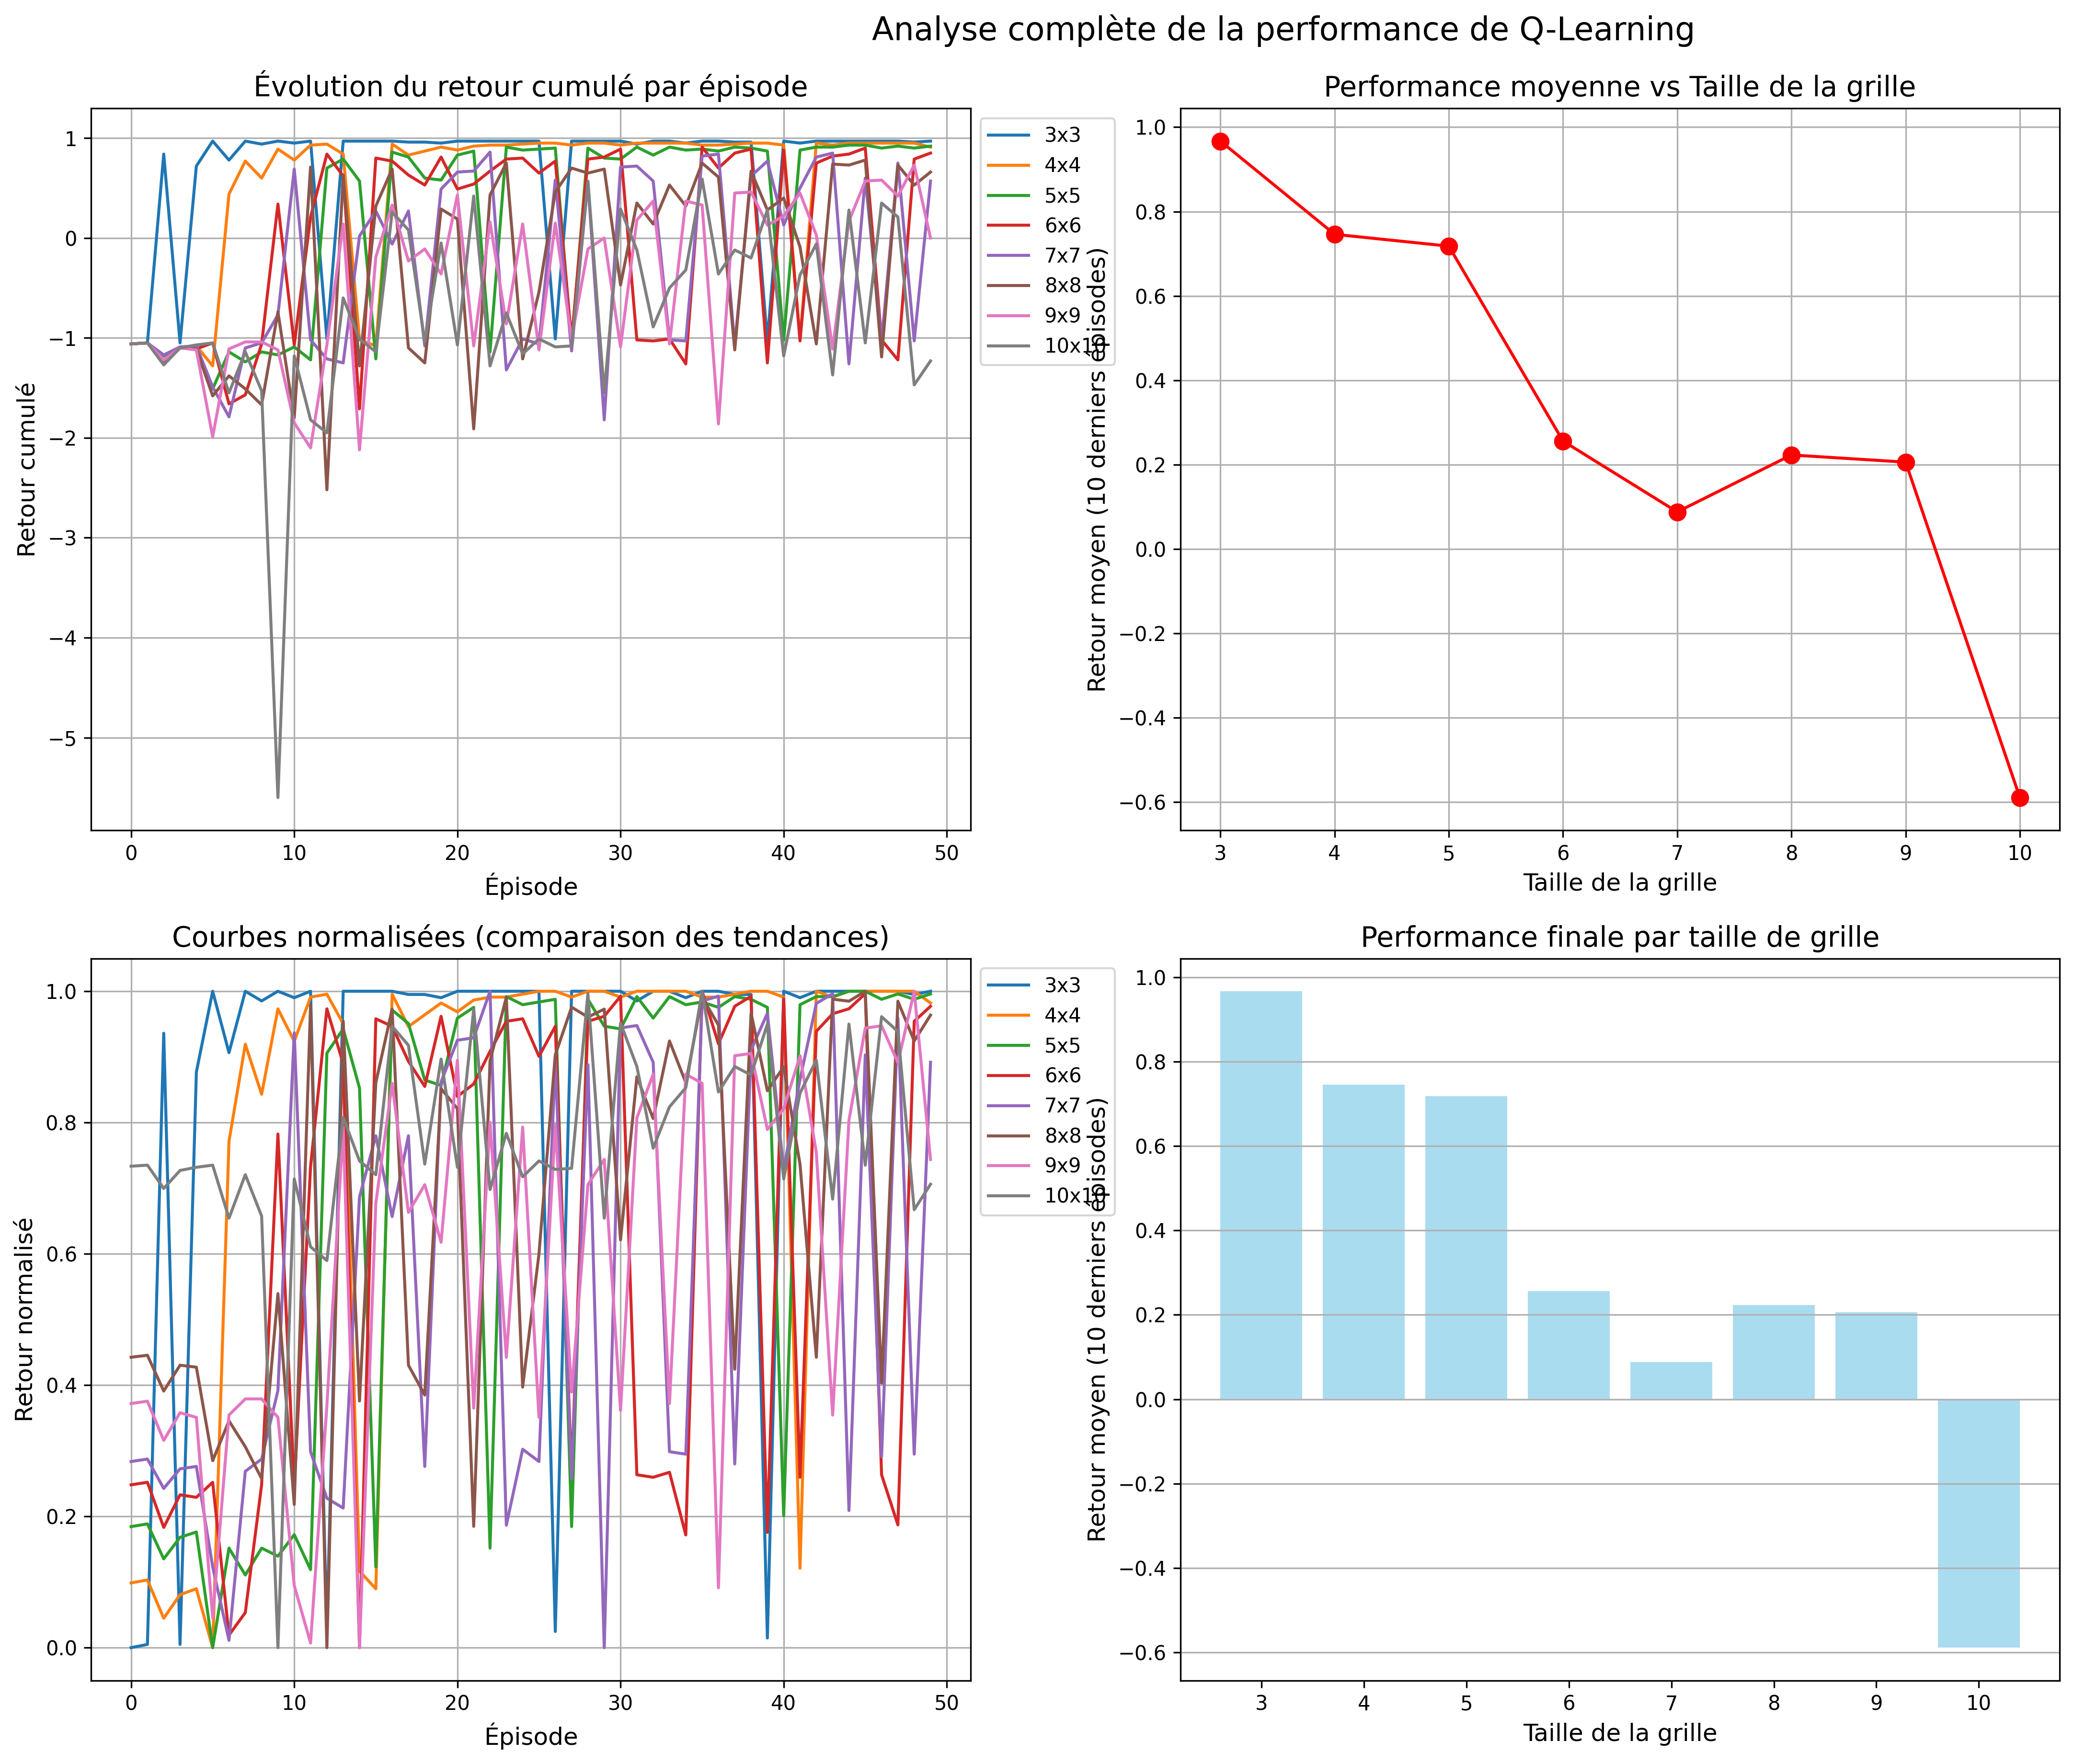 Analyse complète de la performance de Q-Learning
Évolution du retour cumulé par épisode
Retour cumulé
1
0
−1
−2
−3
−4
−5
0 10 20 30 40 50
Épisode
3x3
4x4
5x5
6x6
7x7
8x8
9x9
10x10
Performance moyenne vs Taille de la grille
Retour moyen (10 derniers épisodes)
1.0
0.8
0.6
0.4
0.2
0.0
−0.2
−0.4
−0.6
3 4 5 6 7 8 9 10
Taille de la grille
Courbes normalisées (comparaison des tendances)
Retour normalisé
1.0
0.8
0.6
0.4
0.2
0.0
0 10 20 30 40 50
Épisode
3x3
4x4
5x5
6x6
7x7
8x8
9x9
10x10
Performance finale par taille de grille
Retour moyen (10 derniers épisodes)
1.0
0.8
0.6
0.4
0.2
0.0
−0.2
−0.4
−0.6
3 4 5 6 7 8 9 10
Taille de la grille